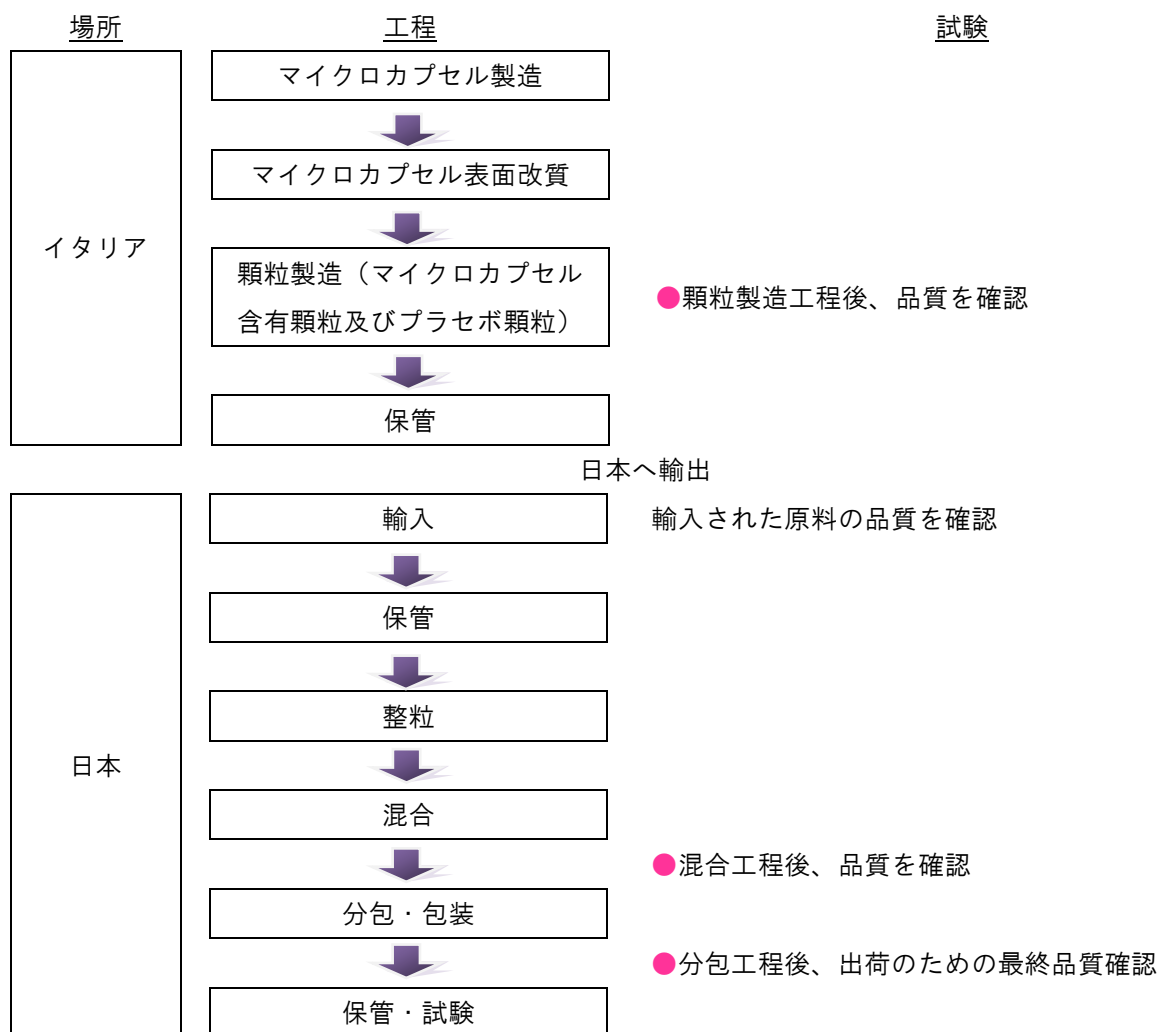 場所 工程 試験
マイクロカプセル製造
マイクロカプセル表面改質
イタリア
顆粒製造（マイクロカプセル
含有顆粒及びプラセボ顆粒）
●顆粒製造工程後、品質を確認
保管
日本へ輸出
輸入 輸入された原料の品質を確認
保管
整粒
日本
混合
●混合工程後、品質を確認
分包・包装
●分包工程後、出荷のための最終品質確認
保管・試験